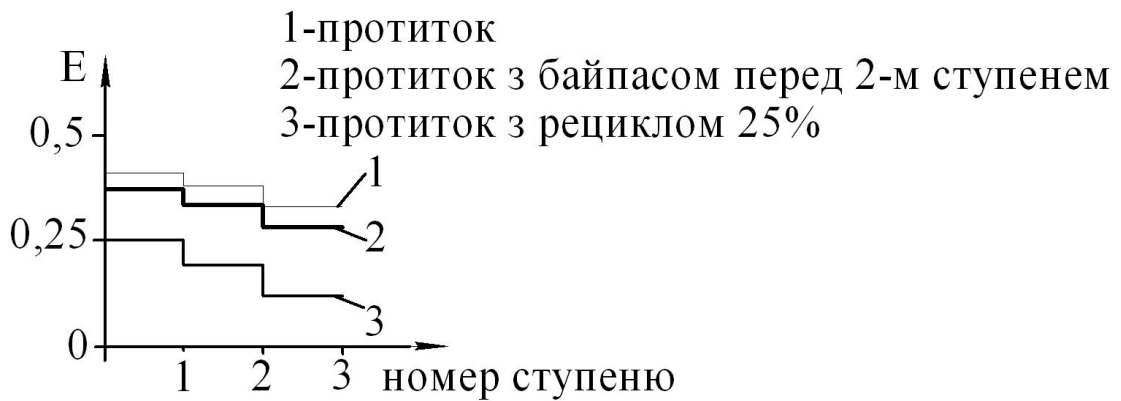 1-протиток
E
2-протиток з байпасом перед 2-м ступенем
0,5
3-протиток з рециклом 25%
1
0,25
2
3
0
1 2 3 номер ступеню